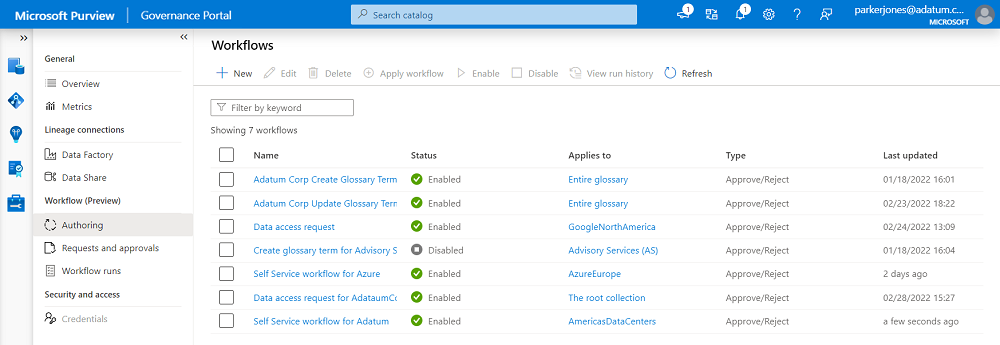 Microsoft Purview | Governance Portal Search catalog 1 1 parkerjones@adatum.c... MICROSOFT
Workflows
New Edit Delete Apply workflow Enable Disable View run history Refresh
General
Overview
Metrics
Lineage connections
Data Factory
Data Share
Workflow (Preview)
Authoring
Requests and approvals
Workflow runs
Security and access
Credentials
Filter by keyword
Showing 7 workflows
Name Status Applies to Type Last updated
Adatum Corp Create Glossary Term Enabled Entire glossary Approve/Reject 01/18/2022 16:01
Adatum Corp Update Glossary Tern Enabled Entire glossary Approve/Reject 02/23/2022 18:22
Data access request Enabled GoogleNorthAmerica Approve/Reject 02/24/2022 13:09
Create glossary term for Advisory S Disabled Advisory Services (AS) Approve/Reject 01/18/2022 16:04
Self Service workflow for Azure Enabled AzureEurope Approve/Reject 2 days ago
Data access request for AdataumCo Enabled The root collection Approve/Reject 02/28/2022 15:27
Self Service workflow for Adatum Enabled AmericasDataCenters Approve/Reject a few seconds ago